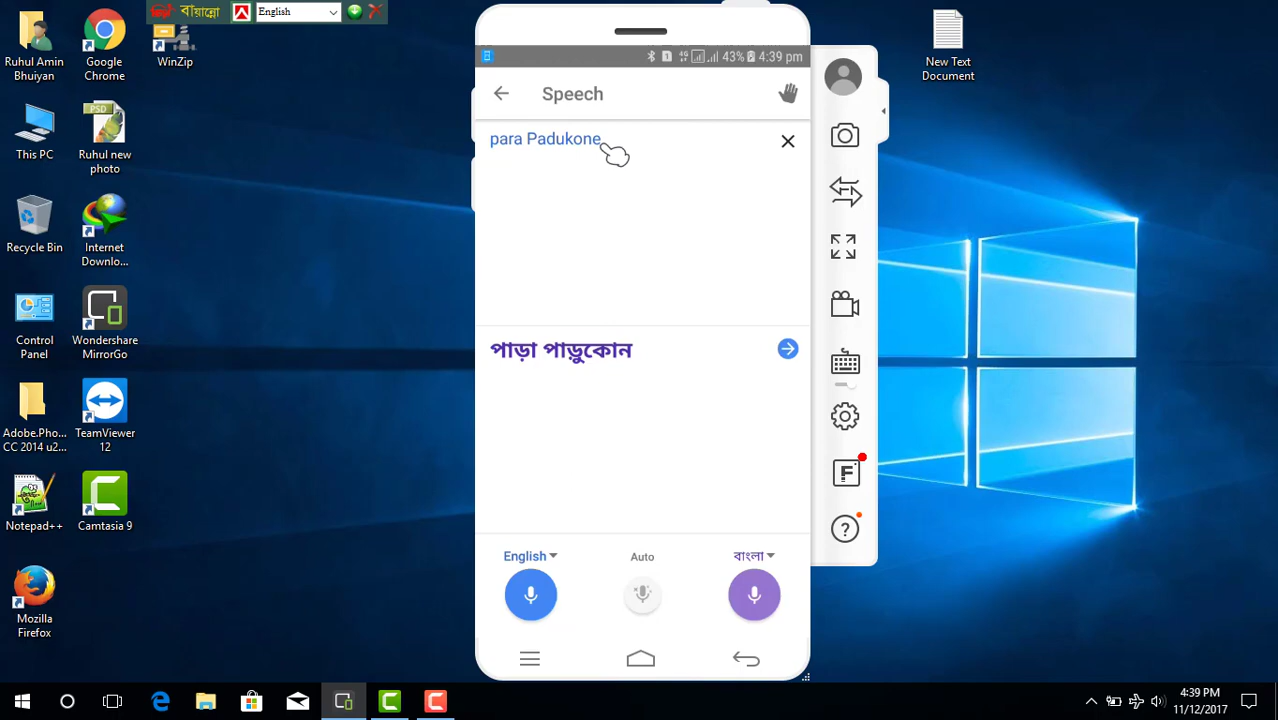 বায়ান্নো
English
Ruhul Amin
Bhuiyan
Google
Chrome
WinZip
New Text
Document
43%
4:39 pm
Speech
para Padukone
This PC
PSD
Ruhul new
photo
Recycle Bin
Internet
Downlo...
পাড়া পাড়ুকোন
Control
Panel
Wondershare
MirrorGo
Adobe.Pho...
CC 2014 u2...
TeamViewer
12
Notepad++
Camtasia 9
English
Auto
বাংলা
Mozilla
Firefox
4:39 PM
11/12/2017